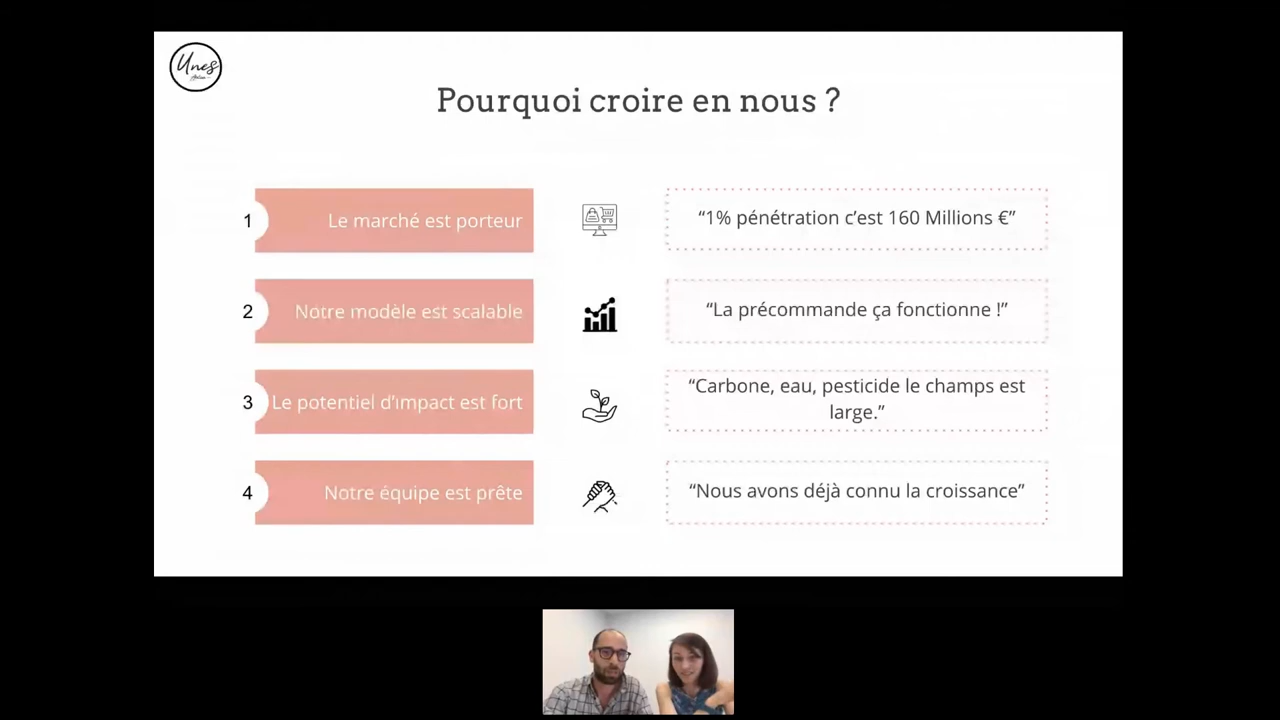 Unes
Pourquoi croire en nous ?
1
Le marché est porteur
“1% pénétration c’est 160 Millions €”
2
Notre modèle est scalable
“La précommande ça fonctionne !”
3
Le potentiel d’impact est fort
“Carbone, eau, pesticide le champs est
large.”
4
Notre équipe est prête
“Nous avons déjà connu la croissance”